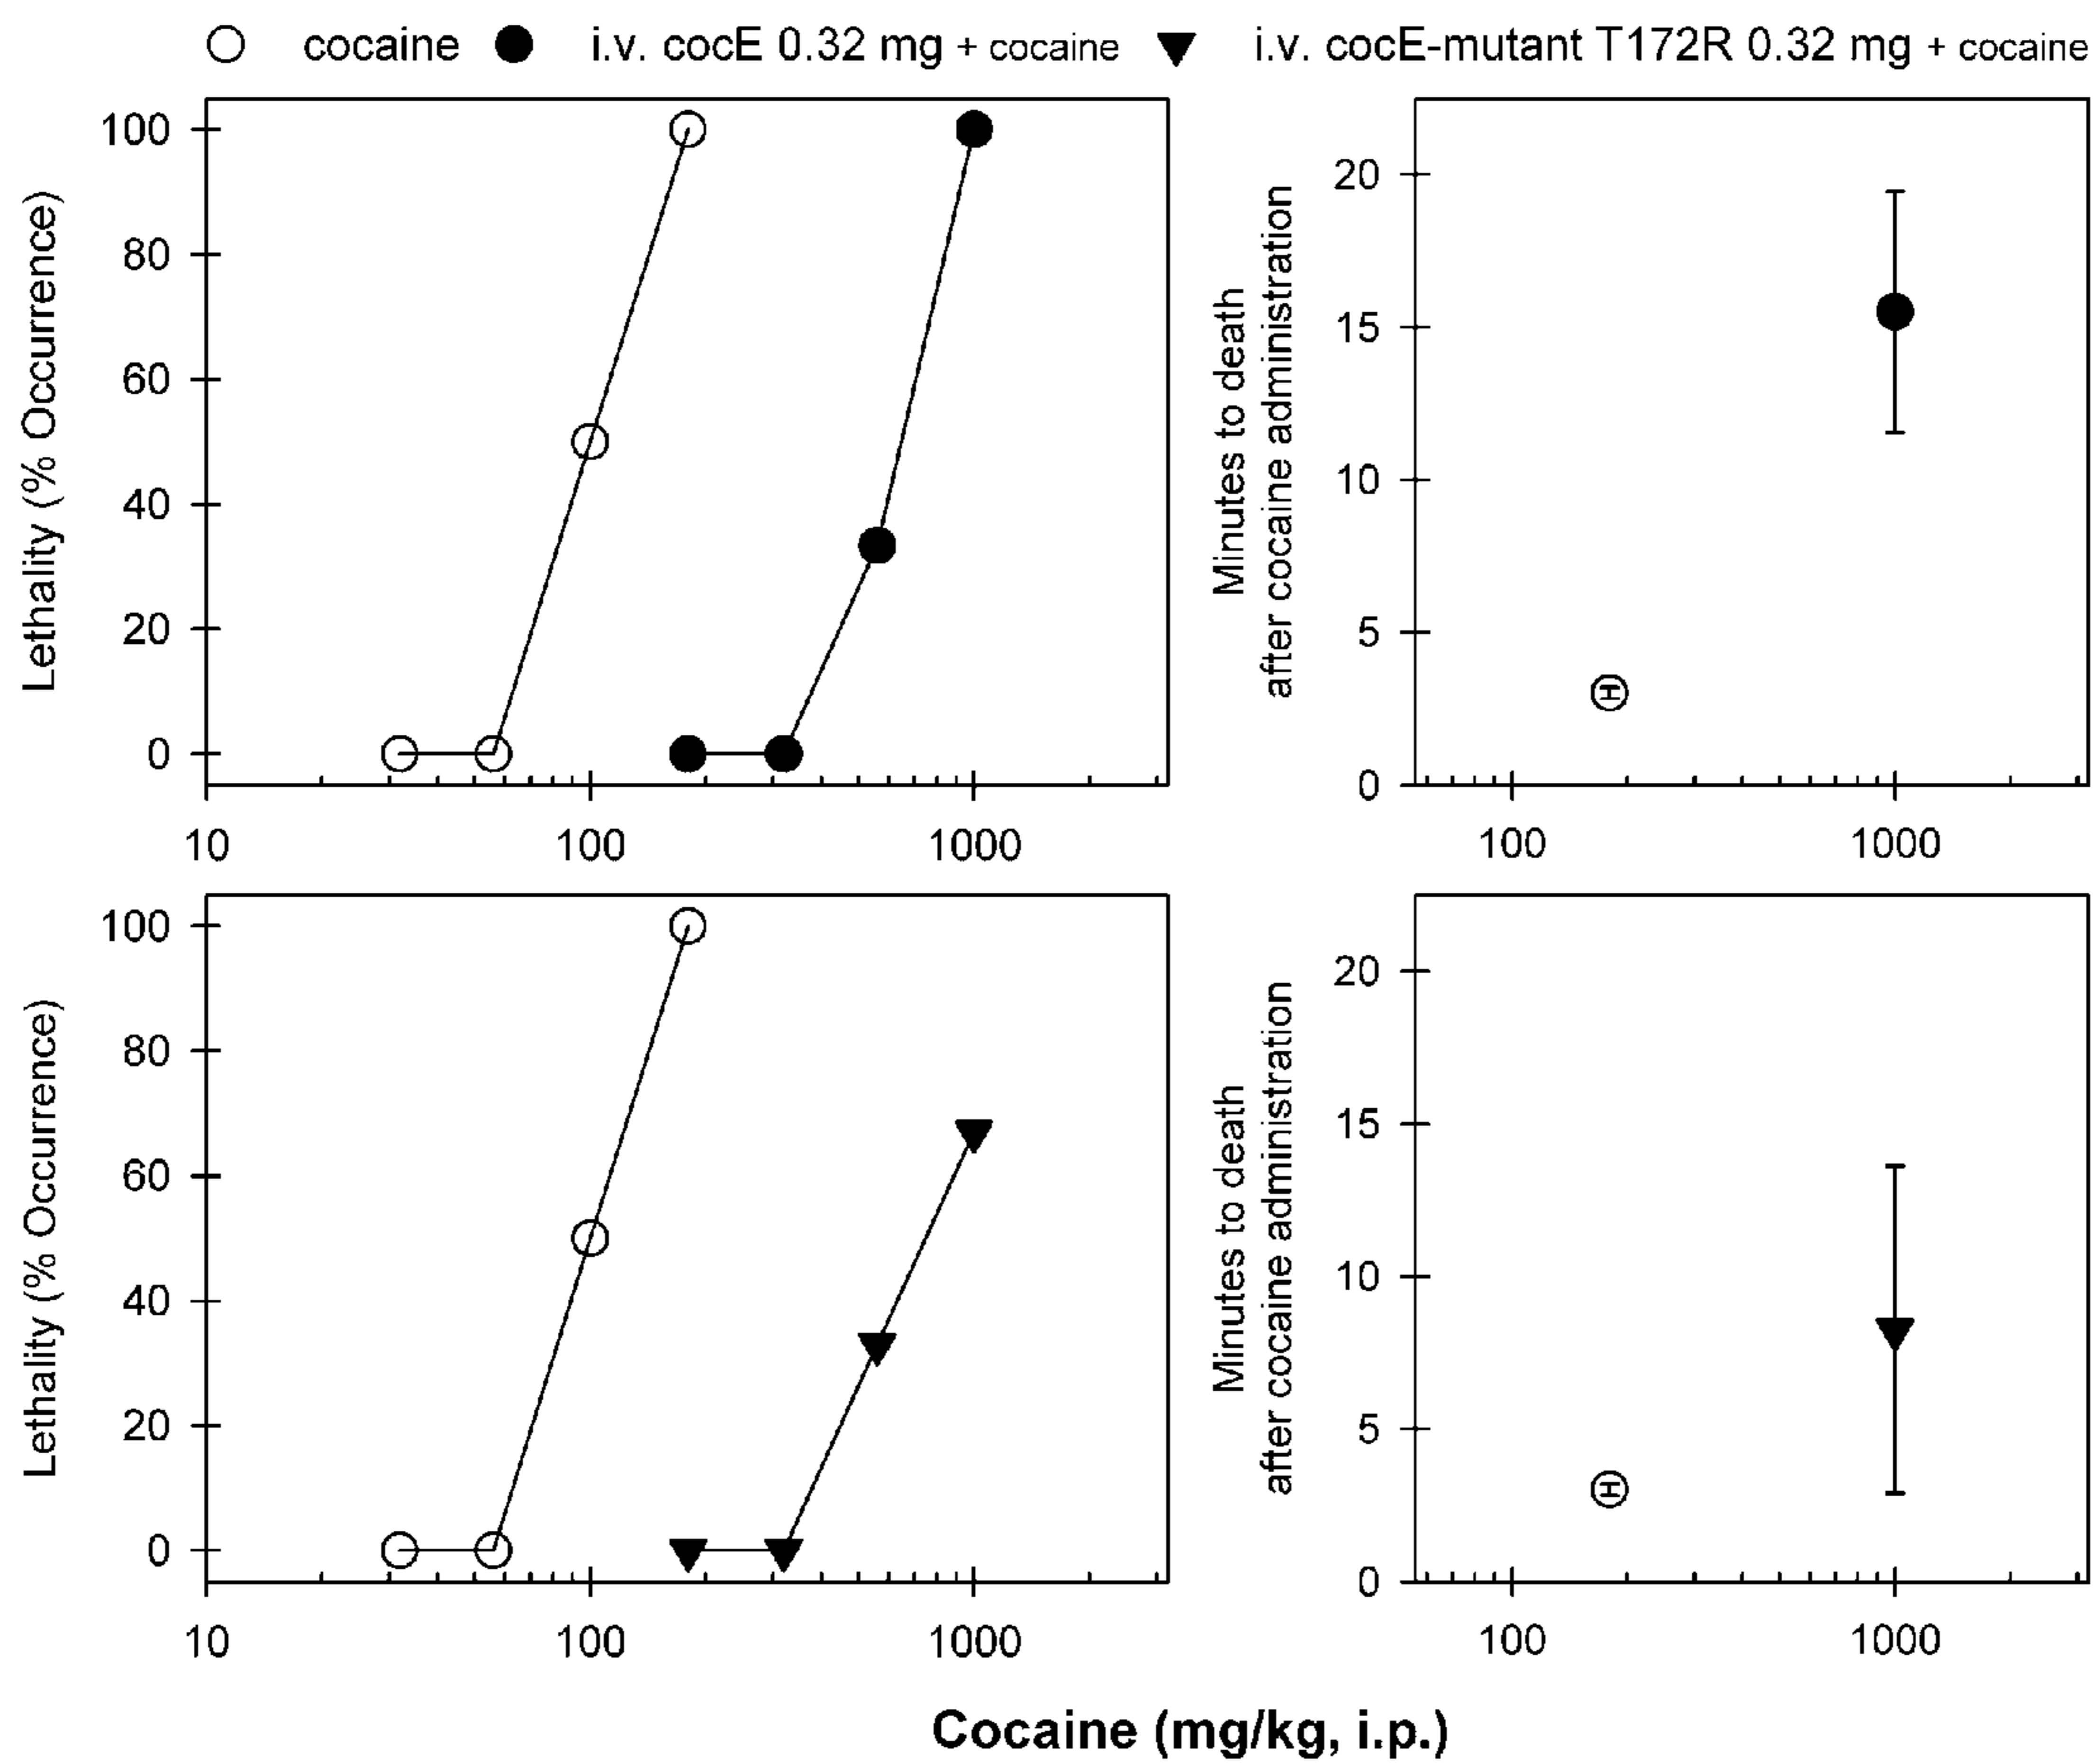 cocaine i.v. cocE 0.32 mg + cocaine i.v. cocE-mutant T172R 0.32 mg + cocaine
Lethality (% Occurrence)
100
80
60
40
20
0
10 100 1000
Minutes to death
after cocaine administration
20
15
10
5
0
100 1000
Lethality (% Occurrence)
100
80
60
40
20
0
10 100 1000
Minutes to death
after cocaine administration
20
15
10
5
0
100 1000
Cocaine (mg/kg, i.p.)